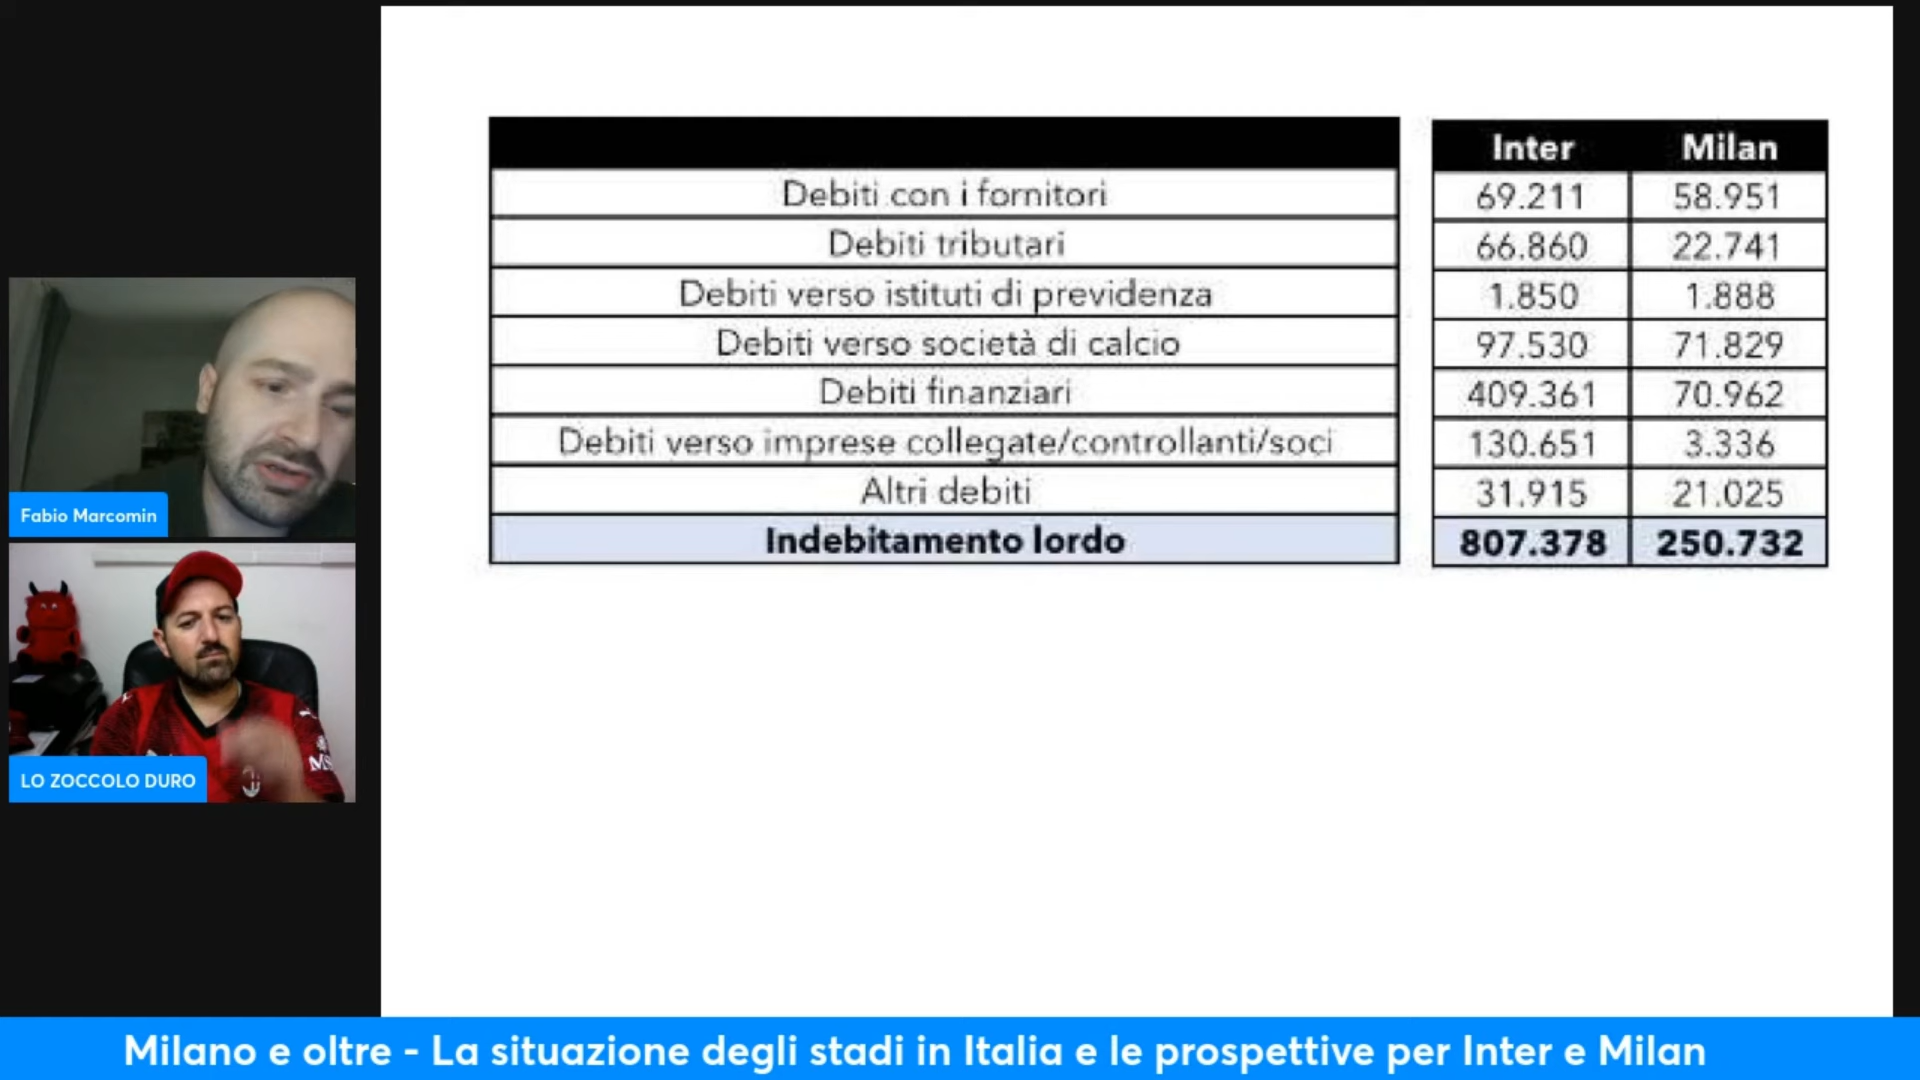 Inter Milan
Debiti con i fornitori 69.211 58.951
Debiti tributari 66.860 22.741
Debiti verso istituti di previdenza 1.850 1.888
Debiti verso società di calcio 97.530 71.829
Debiti finanziari 409.361 70.962
Debiti verso imprese collegate/controllanti/soci 130.651 3.336
Altri debiti 31.915 21.025
Indebitamento lordo 807.378 250.732
Fabio Marcomin
LO ZOCCOLO DURO
Milano e oltre - La situazione degli stadi in Italia e le prospettive per Inter e Milan